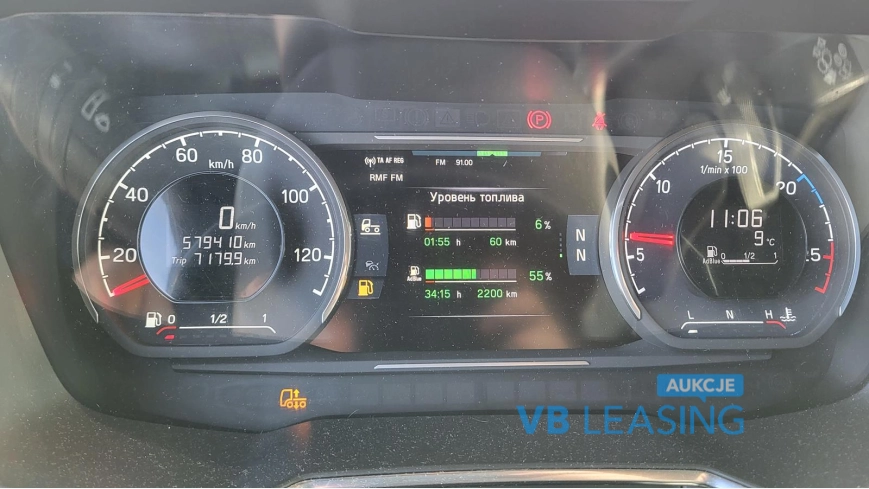 km/h
20
40
60
80
100
120
0 km/h
579410 km
Trip 7179.9 km
0 1/2 1
TA AF REG
FM 91.00
RMF FM
Уровень топлива
6 %
01:55 h 60 km
AdBlue
55 %
34:15 h 2200 km
N
N
P
1/min x 100
5
10
15
20
25
11:06
9 °C
AdBlue 0 1/2 1
L N H
AUKCJE
VB LEASING